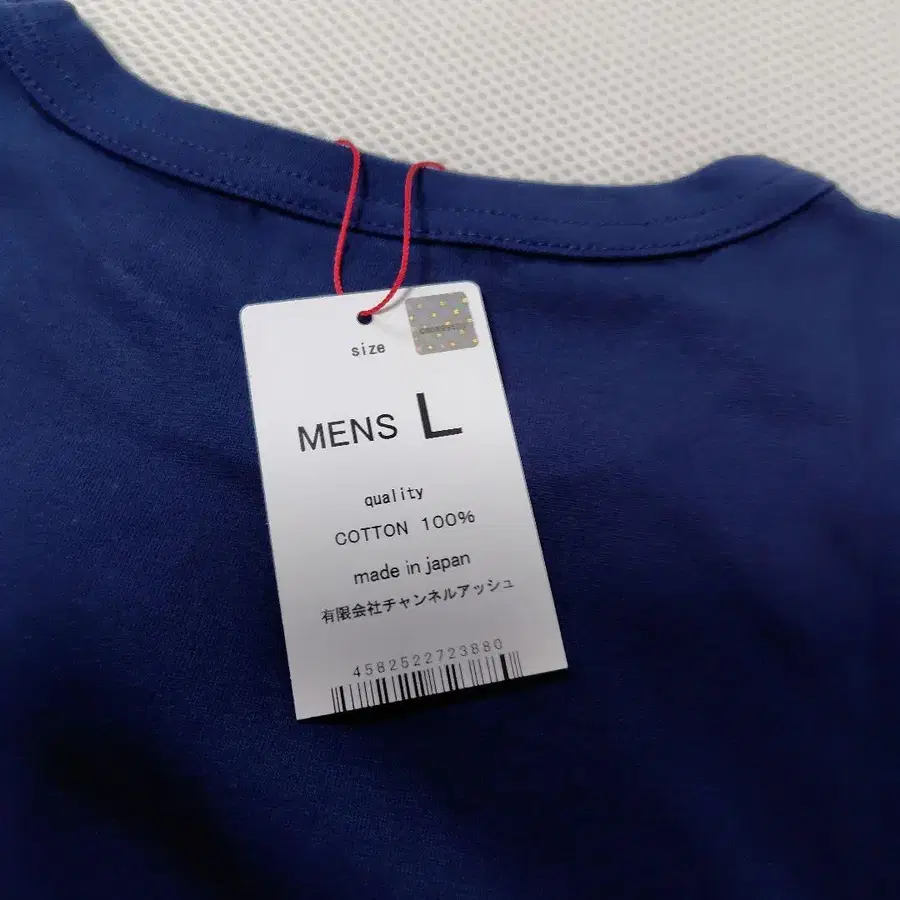 size
MENS L
quality
COTTON 100%
made in japan
有限会社チャンネルアッシュ
4582522723880